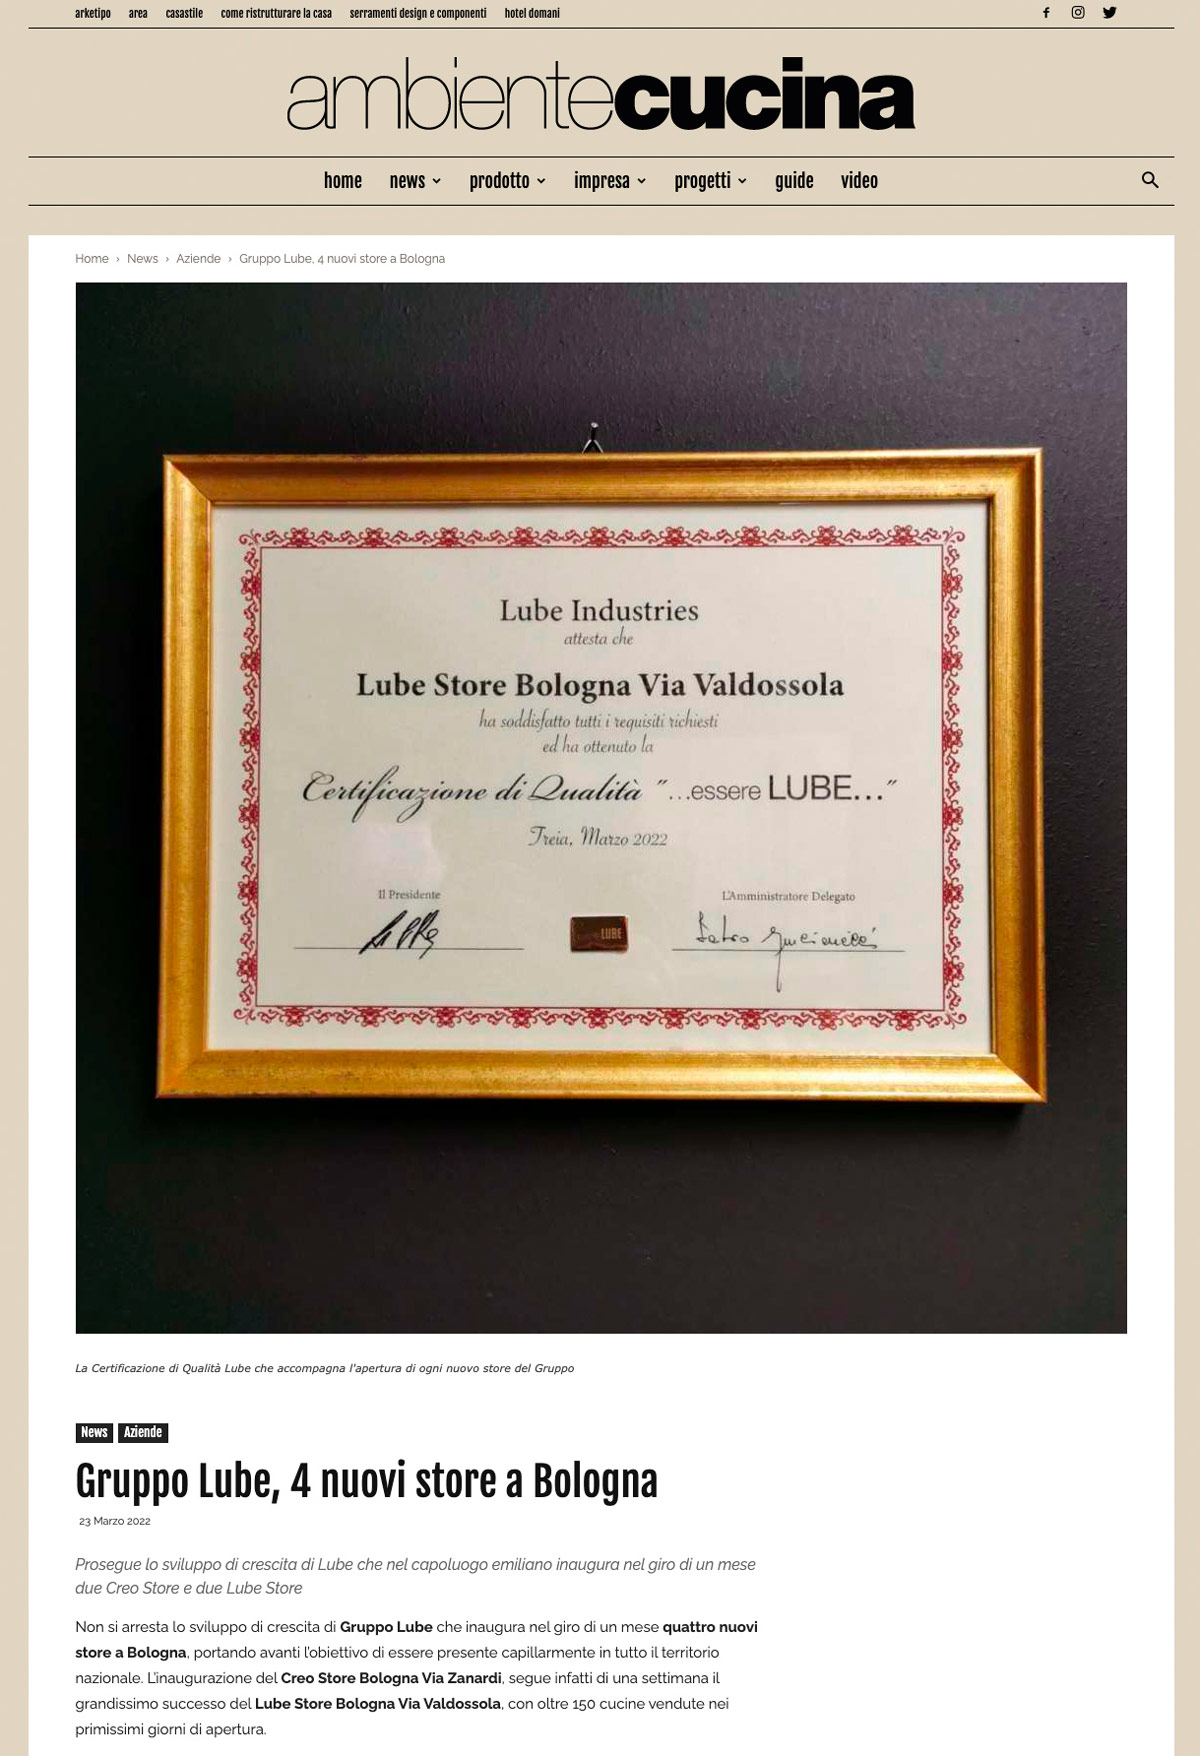 arketipo area casastile come ristrutturare la casa serramenti design e componenti hotel domani
ambientecucina
home news prodotto impresa progetti guide video
Home › News › Aziende › Gruppo Lube, 4 nuovi store a Bologna
Lube Industries
attesta che
Lube Store Bologna Via Valdossola
ha soddisfatto tutti i requisiti richiesti
ed ha ottenuto la
Certificazione di Qualità "...essere LUBE..."
Treia, Marzo 2022
Il Presidente
L'Amministratore Delegato
LUBE
La Certificazione di Qualità Lube che accompagna l'apertura di ogni nuovo store del Gruppo
News Aziende
Gruppo Lube, 4 nuovi store a Bologna
23 Marzo 2022
Prosegue lo sviluppo di crescita di Lube che nel capoluogo emiliano inaugura nel giro di un mese
due Creo Store e due Lube Store
Non si arresta lo sviluppo di crescita di Gruppo Lube che inaugura nel giro di un mese quattro nuovi
store a Bologna, portando avanti l'obiettivo di essere presente capillarmente in tutto il territorio
nazionale. L'inaugurazione del Creo Store Bologna Via Zanardi, segue infatti di una settimana il
grandissimo successo del Lube Store Bologna Via Valdossola, con oltre 150 cucine vendute nei
primissimi giorni di apertura.